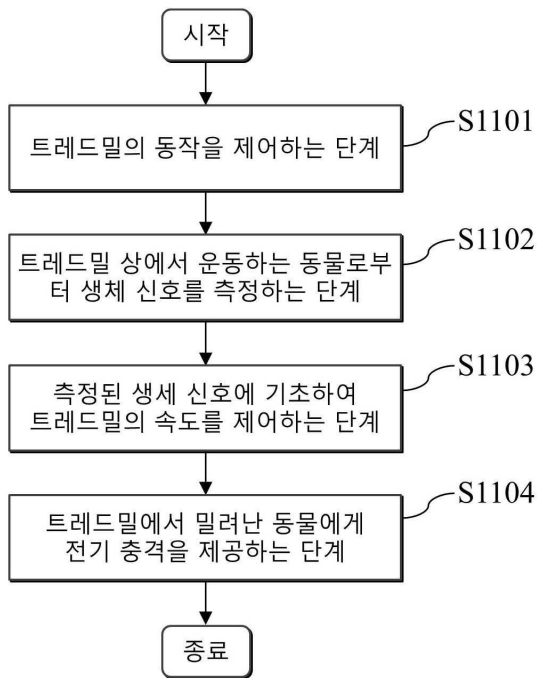 시작
트레드밀의 동작을 제어하는 단계
S1101
트레드밀 상에서 운동하는 동물로부
터 생체 신호를 측정하는 단계
S1102
측정된 생세 신호에 기초하여
트레드밀의 속도를 제어하는 단계
S1103
트레드밀에서 밀려난 동물에게
전기 충격을 제공하는 단계
S1104
종료